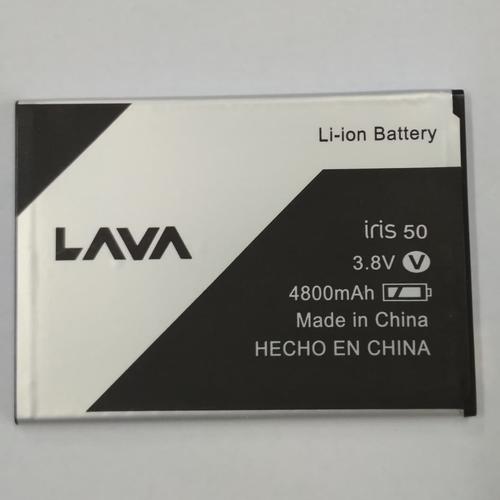 Li-ion Battery
LAVA
iris 50
3.8V V
4800mAh
Made in China
HECHO EN CHINA